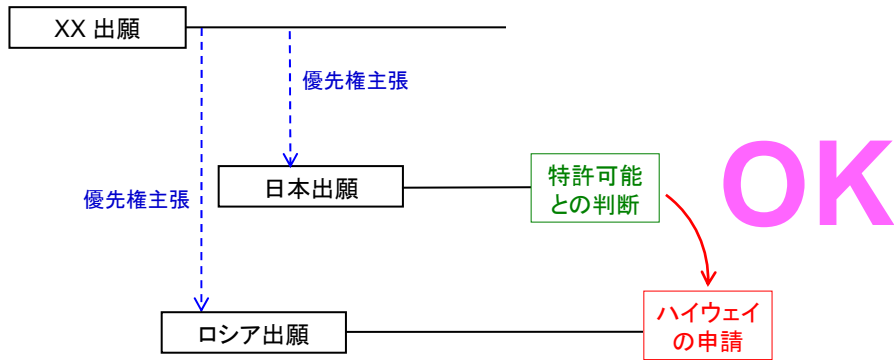 XX 出願
優先権主張
日本出願
特許可能
との判断
OK
優先権主張
ロシア出願
ハイウェイ
の申請